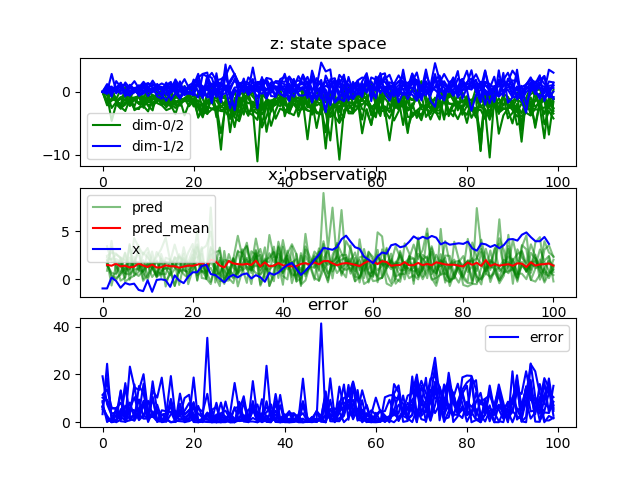 z: state space
0
−10
dim-0/2
dim-1/2
0 20 40 60 80 100
x: observation
5
0
pred
pred_mean
x
0 20 40 60 80 100
error
40
20
0
error
0 20 40 60 80 100